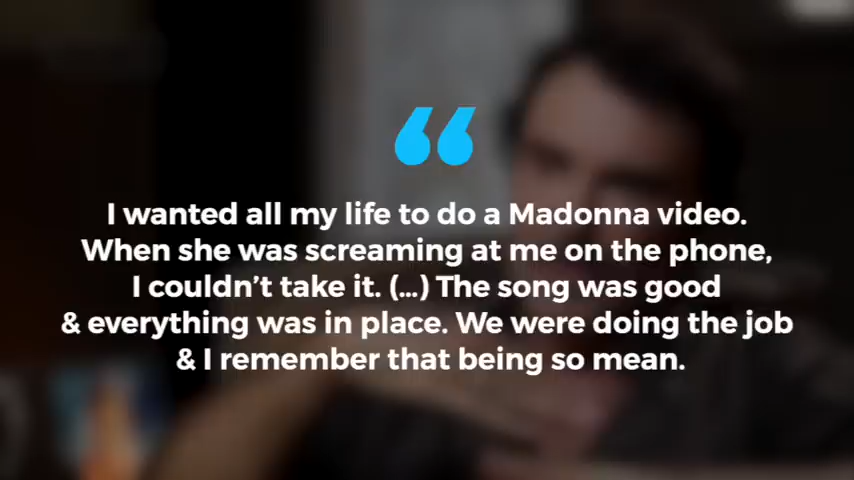 “
I wanted all my life to do a Madonna video.
When she was screaming at me on the phone,
I couldn’t take it. (...) The song was good
& everything was in place. We were doing the job
& I remember that being so mean.